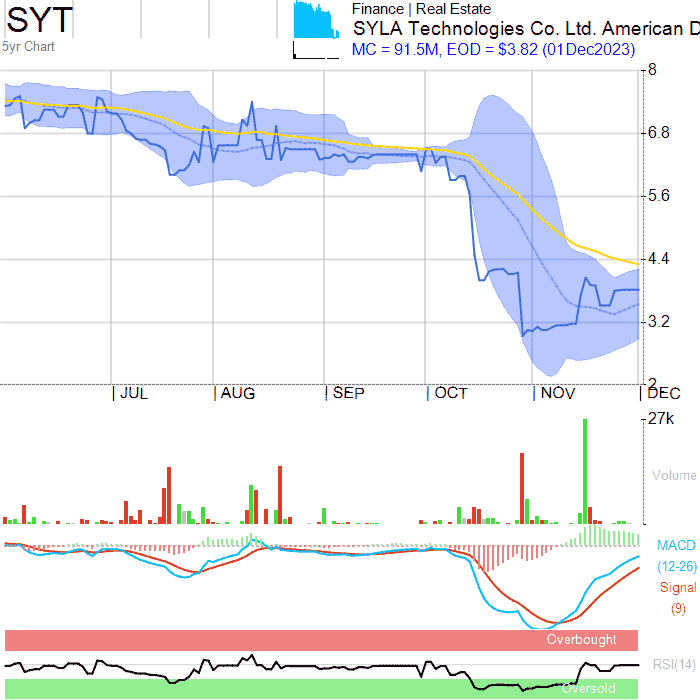 SYT
5yr Chart
Finance | Real Estate
SYLA Technologies Co. Ltd. American D
MC = 91.5M, EOD = $3.82 (01Dec2023)
8
6.8
5.6
4.4
3.2
2
JUL
AUG
SEP
OCT
NOV
DEC
27k
Volume
MACD
(12-26)
Signal
(9)
Overbought
RSI(14)
Oversold